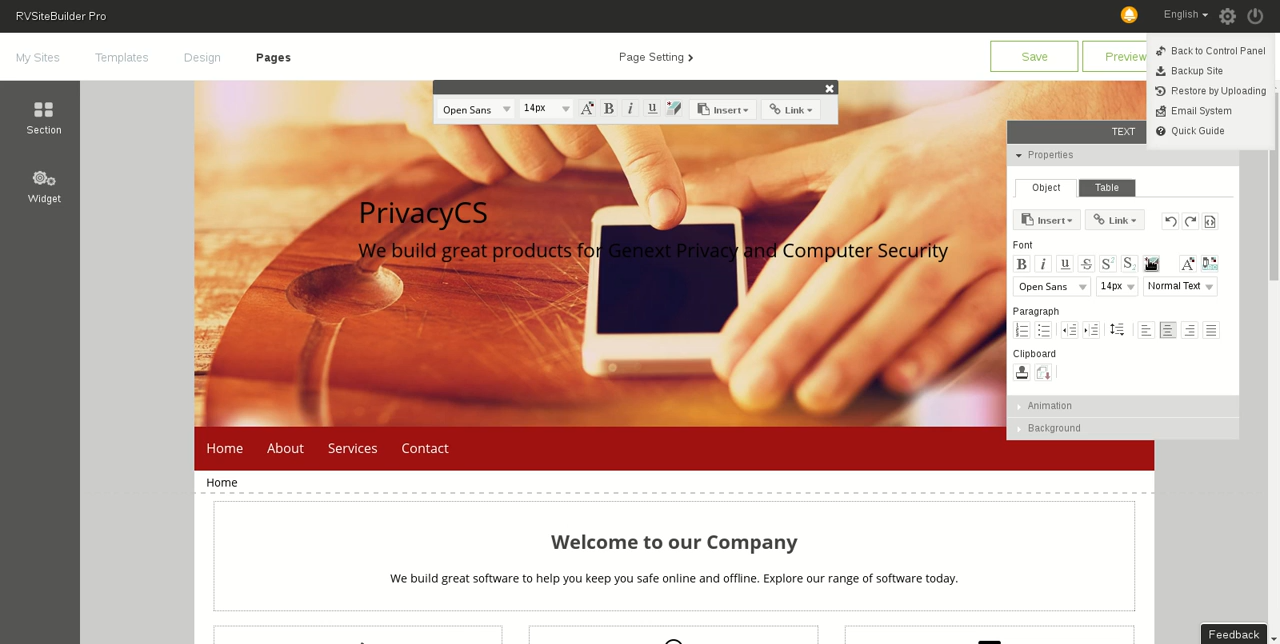 RVSiteBuilder Pro
English
My Sites Templates Design Pages
Page Setting
Save
Preview
Back to Control Panel
Backup Site
Restore by Uploading
Email System
Quick Guide
Section
Widget
Open Sans 14px A B i u Insert Link
PrivacyCS
We build great products for Genext Privacy and Computer Security
TEXT
Properties
Object Table
Insert Link
Font
B i u S S2 S2 A
Open Sans 14px Normal Text
Paragraph
Clipboard
Animation
Background
Home About Services Contact
Home
Welcome to our Company
We build great software to help you keep you safe online and offline. Explore our range of software today.
Feedback